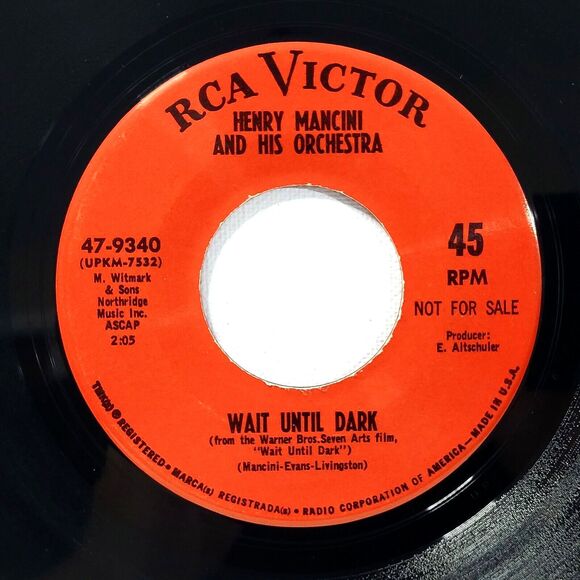 RCA VICTOR
HENRY MANCINI
AND HIS ORCHESTRA
47-9340
(UPKM-7532)
M. Witmark
& Sons
Northridge
Music Inc.
ASCAP
2:05
45
RPM
NOT FOR SALE
Producer:
E. Altschuler
WAIT UNTIL DARK
(from the Warner Bros.Seven Arts film,
"Wait Until Dark")
(Mancini-Evans-Livingston)
TMK(s) ® REGISTERED • MARCA(s) REGISTRADA(s) • RADIO CORPORATION OF AMERICA—MADE IN U.S.A.